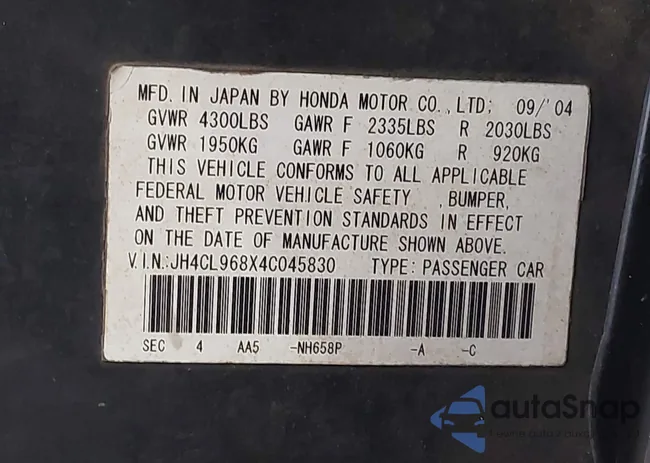 MFD. IN JAPAN BY HONDA MOTOR CO., LTD; 09/'04
GVWR 4300LBS GAWR F 2335LBS R 2030LBS
GVWR 1950KG GAWR F 1060KG R 920KG
THIS VEHICLE CONFORMS TO ALL APPLICABLE
FEDERAL MOTOR VEHICLE SAFETY , BUMPER,
AND THEFT PREVENTION STANDARDS IN EFFECT
ON THE DATE OF MANUFACTURE SHOWN ABOVE.
V.I.N.:JH4CL968X4C045830 TYPE: PASSENGER CAR
SEC 4 AA5 -NH658P -A -C
autoSnap